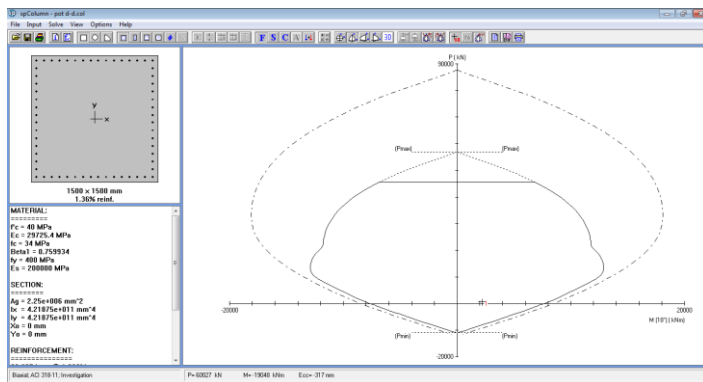 spColumn - pot d-d.col
File Input Solve View Options Help
F S C
3D
y
x
1500 x 1500 mm
1.36% reinf.
MATERIAL:
=========
f'c = 40 MPa
Ec = 29725.4 MPa
fc = 34 MPa
Beta1 = 0.759934
fy = 400 MPa
Es = 200000 MPa
SECTION:
========
Ag = 2.25e+006 mm^2
Ix = 4.21875e+011 mm^4
Iy = 4.21875e+011 mm^4
Xo = 0 mm
Yo = 0 mm
REINFORCEMENT:
==============
P ( kN)
90000
(Pmax)
(Pmax)
-20000
20000
M (10°) ( kNm)
(Pmin)
(Pmin)
-20000
Biaxial; ACI 318-11; Investigation
P= 60027 kN M=-19048 kNm Ecc=-317 mm